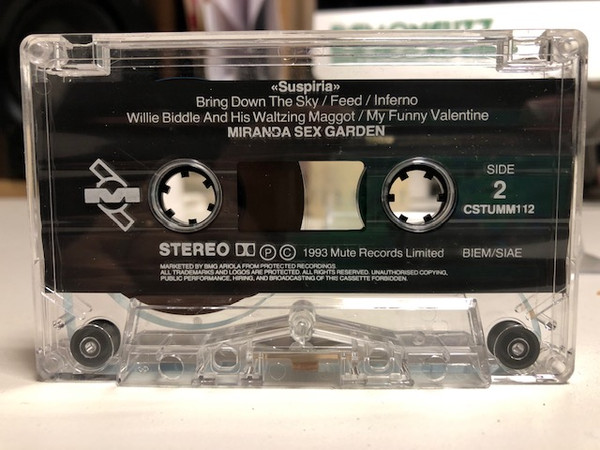 «Suspiria»
Bring Down The Sky / Feed / Inferno
Willie Biddle And His Waltzing Maggot / My Funny Valentine
MIRANDA SEX GARDEN
SIDE
2
CSTUMM112
M
STEREO Ⓟ © 1993 Mute Records Limited BIEM/SIAE
MARKETED BY BMG ARIOLA FROM PROTECTED RECORDINGS
ALL TRADEMARKS AND LOGOS ARE PROTECTED. ALL RIGHTS RESERVED. UNAUTHORISED COPYING,
PUBLIC PERFORMANCE, HIRING, AND BROADCASTING OF THIS CASSETTE FORBIDDEN.